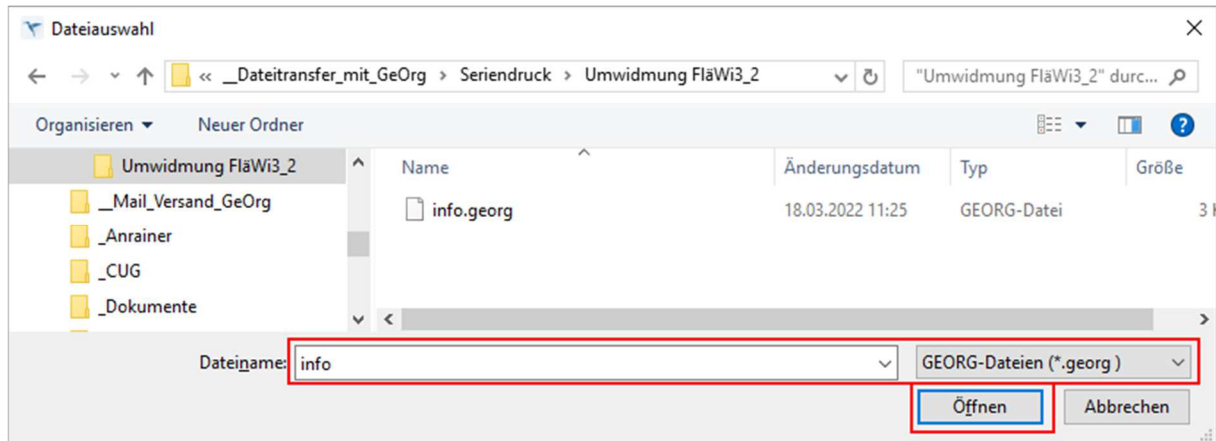 Dateiauswahl
« __Dateitransfer_mit_GeOrg > Seriendruck > Umwidmung FläWi3_2
"Umwidmung FläWi3_2" durc...
Organisieren Neuer Ordner
Umwidmung FläWi3_2
__Mail_Versand_GeOrg
_Anrainer
_CUG
_Dokumente
Name Änderungsdatum Typ Größe
info.georg 18.03.2022 11:25 GEORG-Datei 3
Dateiname: info GEORG-Dateien (*.georg )
Öffnen Abbrechen